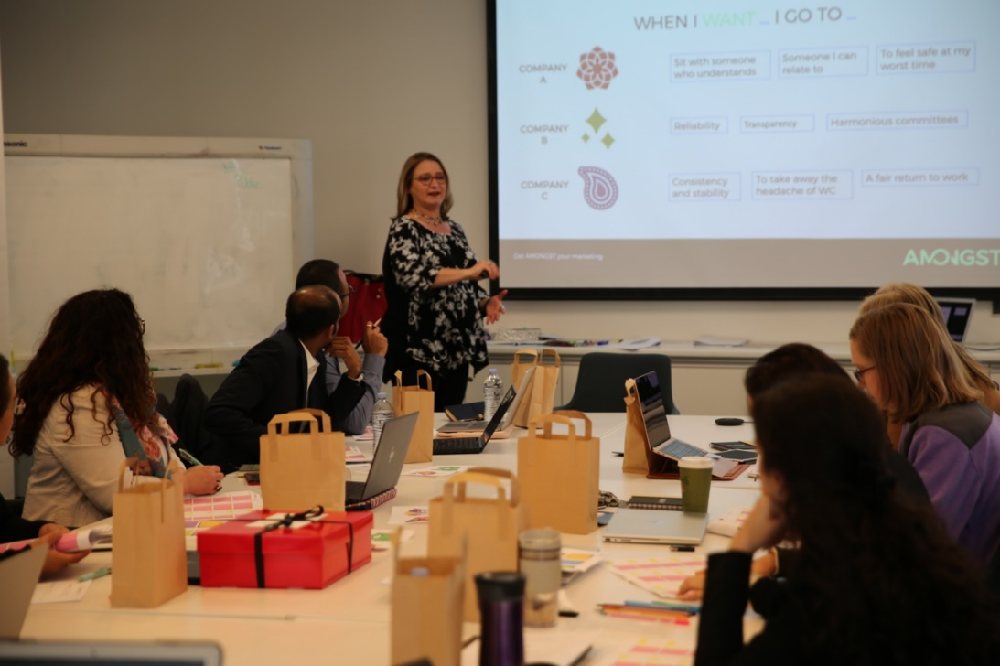 WHEN I WANT ... I GO TO ...
COMPANY
A
Sit with someone
who understands
Someone I can
relate to
To feel safe at my
worst time
COMPANY
B
Reliability
Transparency
Harmonious committees
COMPANY
C
Consistency
and stability
To take away the
headache of WC
A fair return to work
Get AMONGST your marketing
AMONGST